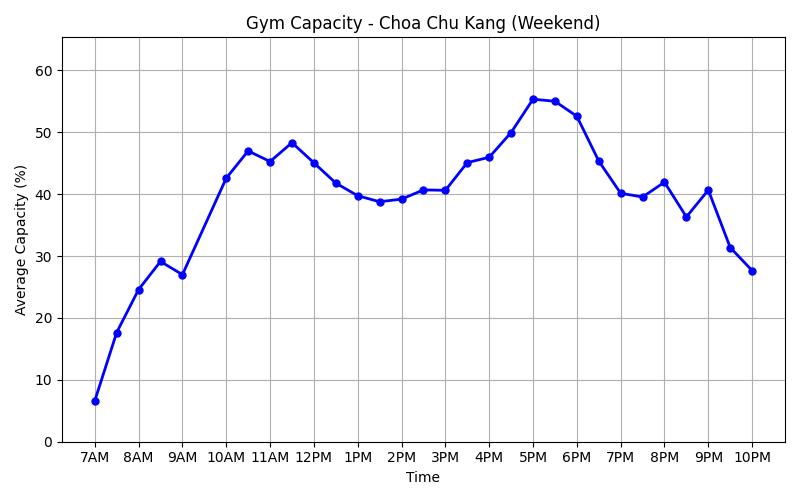 Gym Capacity - Choa Chu Kang (Weekend)
60
50
40
30
20
10
0
Average Capacity (%)
7AM 8AM 9AM 10AM 11AM 12PM 1PM 2PM 3PM 4PM 5PM 6PM 7PM 8PM 9PM 10PM
Time